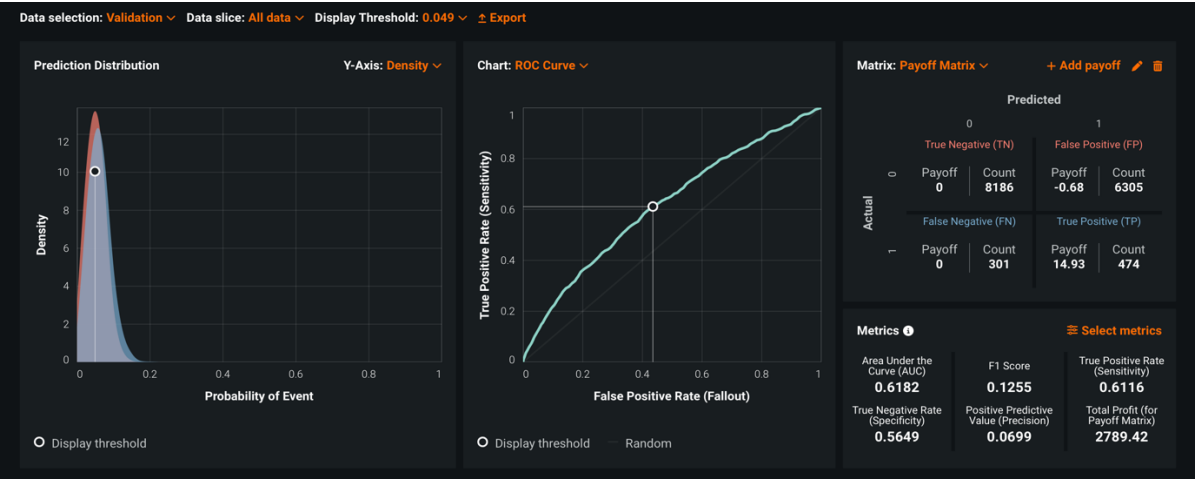 Data selection: Validation Data slice: All data Display Threshold: 0.049 Export
Prediction Distribution
Y-Axis: Density
12
10
8
6
4
2
0
Density
0 0.2 0.4 0.6 0.8 1
Probability of Event
Display threshold
Chart: ROC Curve
1
0.8
0.6
0.4
0.2
0
True Positive Rate (Sensitivity)
0 0.2 0.4 0.6 0.8 1
False Positive Rate (Fallout)
Display threshold Random
Matrix: Payoff Matrix + Add payoff
Predicted
0 1
True Negative (TN) False Positive (FP)
Actual
0
Payoff Count Payoff Count
0 8186 -0.68 6305
False Negative (FN) True Positive (TP)
1
Payoff Count Payoff Count
0 301 14.93 474
Metrics
Select metrics
Area Under the
Curve (AUC)
0.6182
F1 Score
0.1255
True Positive Rate
(Sensitivity)
0.6116
True Negative Rate
(Specificity)
0.5649
Positive Predictive
Value (Precision)
0.0699
Total Profit (for
Payoff Matrix)
2789.42